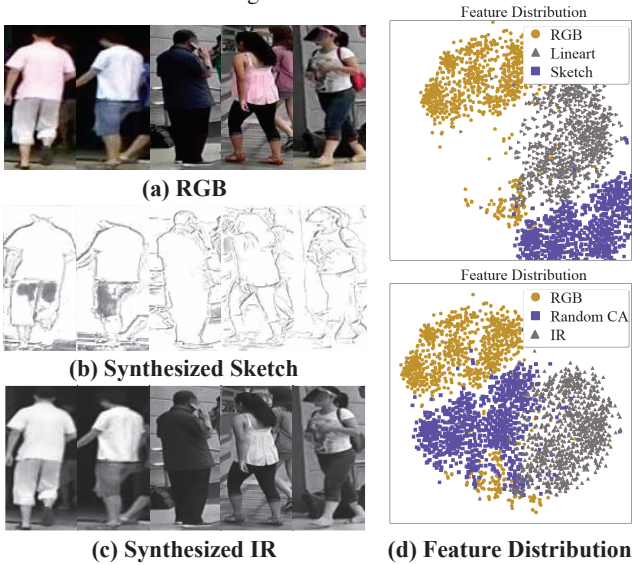 Feature Distribution
RGB
Lineart
Sketch
(a) RGB
(b) Synthesized Sketch
Feature Distribution
RGB
Random CA
IR
(c) Synthesized IR
(d) Feature Distribution